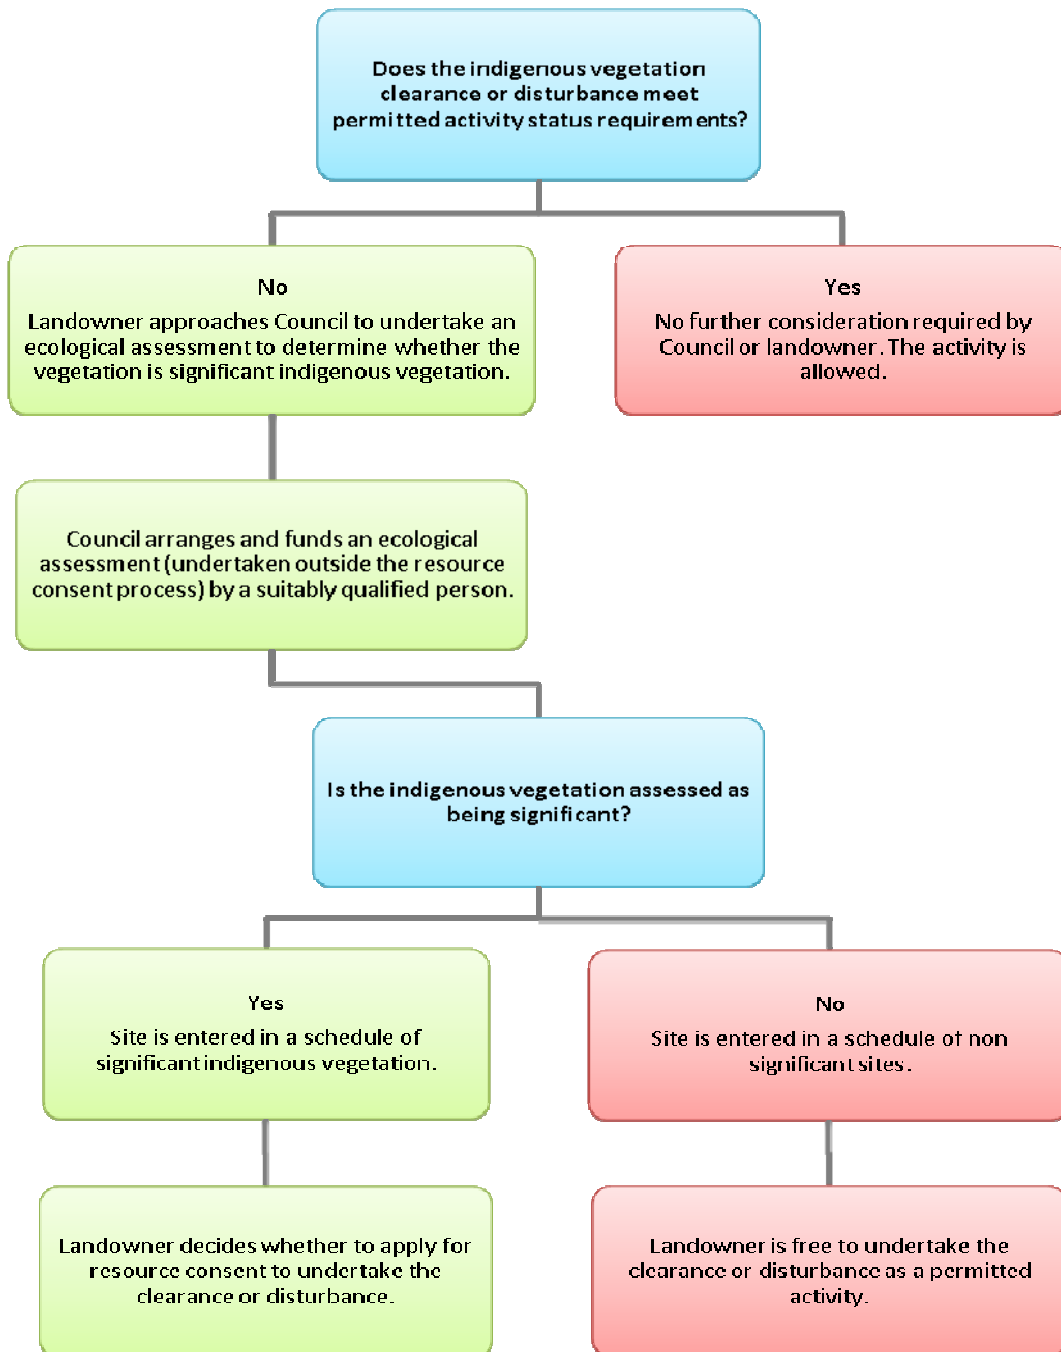 Does the indigenous vegetation
clearance or disturbance meet
permitted activity status requirements?
No
Landowner approaches Council to undertake an
ecological assessment to determine whether the
vegetation is significant indigenous vegetation.
Yes
No further consideration required by
Council or landowner. The activity is
allowed.
Council arranges and funds an ecological
assessment (undertaken outside the resource
consent process) by a suitably qualified person.
Is the indigenous vegetation assessed as
being significant?
Yes
Site is entered in a schedule of
significant indigenous vegetation.
No
Site is entered in a schedule of non
significant sites.
Landowner decides whether to apply for
resource consent to undertake the
clearance or disturbance.
Landowner is free to undertake the
clearance or disturbance as a permitted
activity.